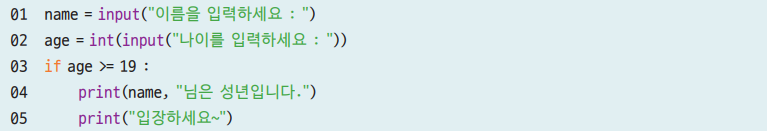 01 name = input("이름을 입력하세요 : ")
02 age = int(input("나이를 입력하세요 : "))
03 if age >= 19 :
04 print(name, "님은 성년입니다.")
05 print("입장하세요~")